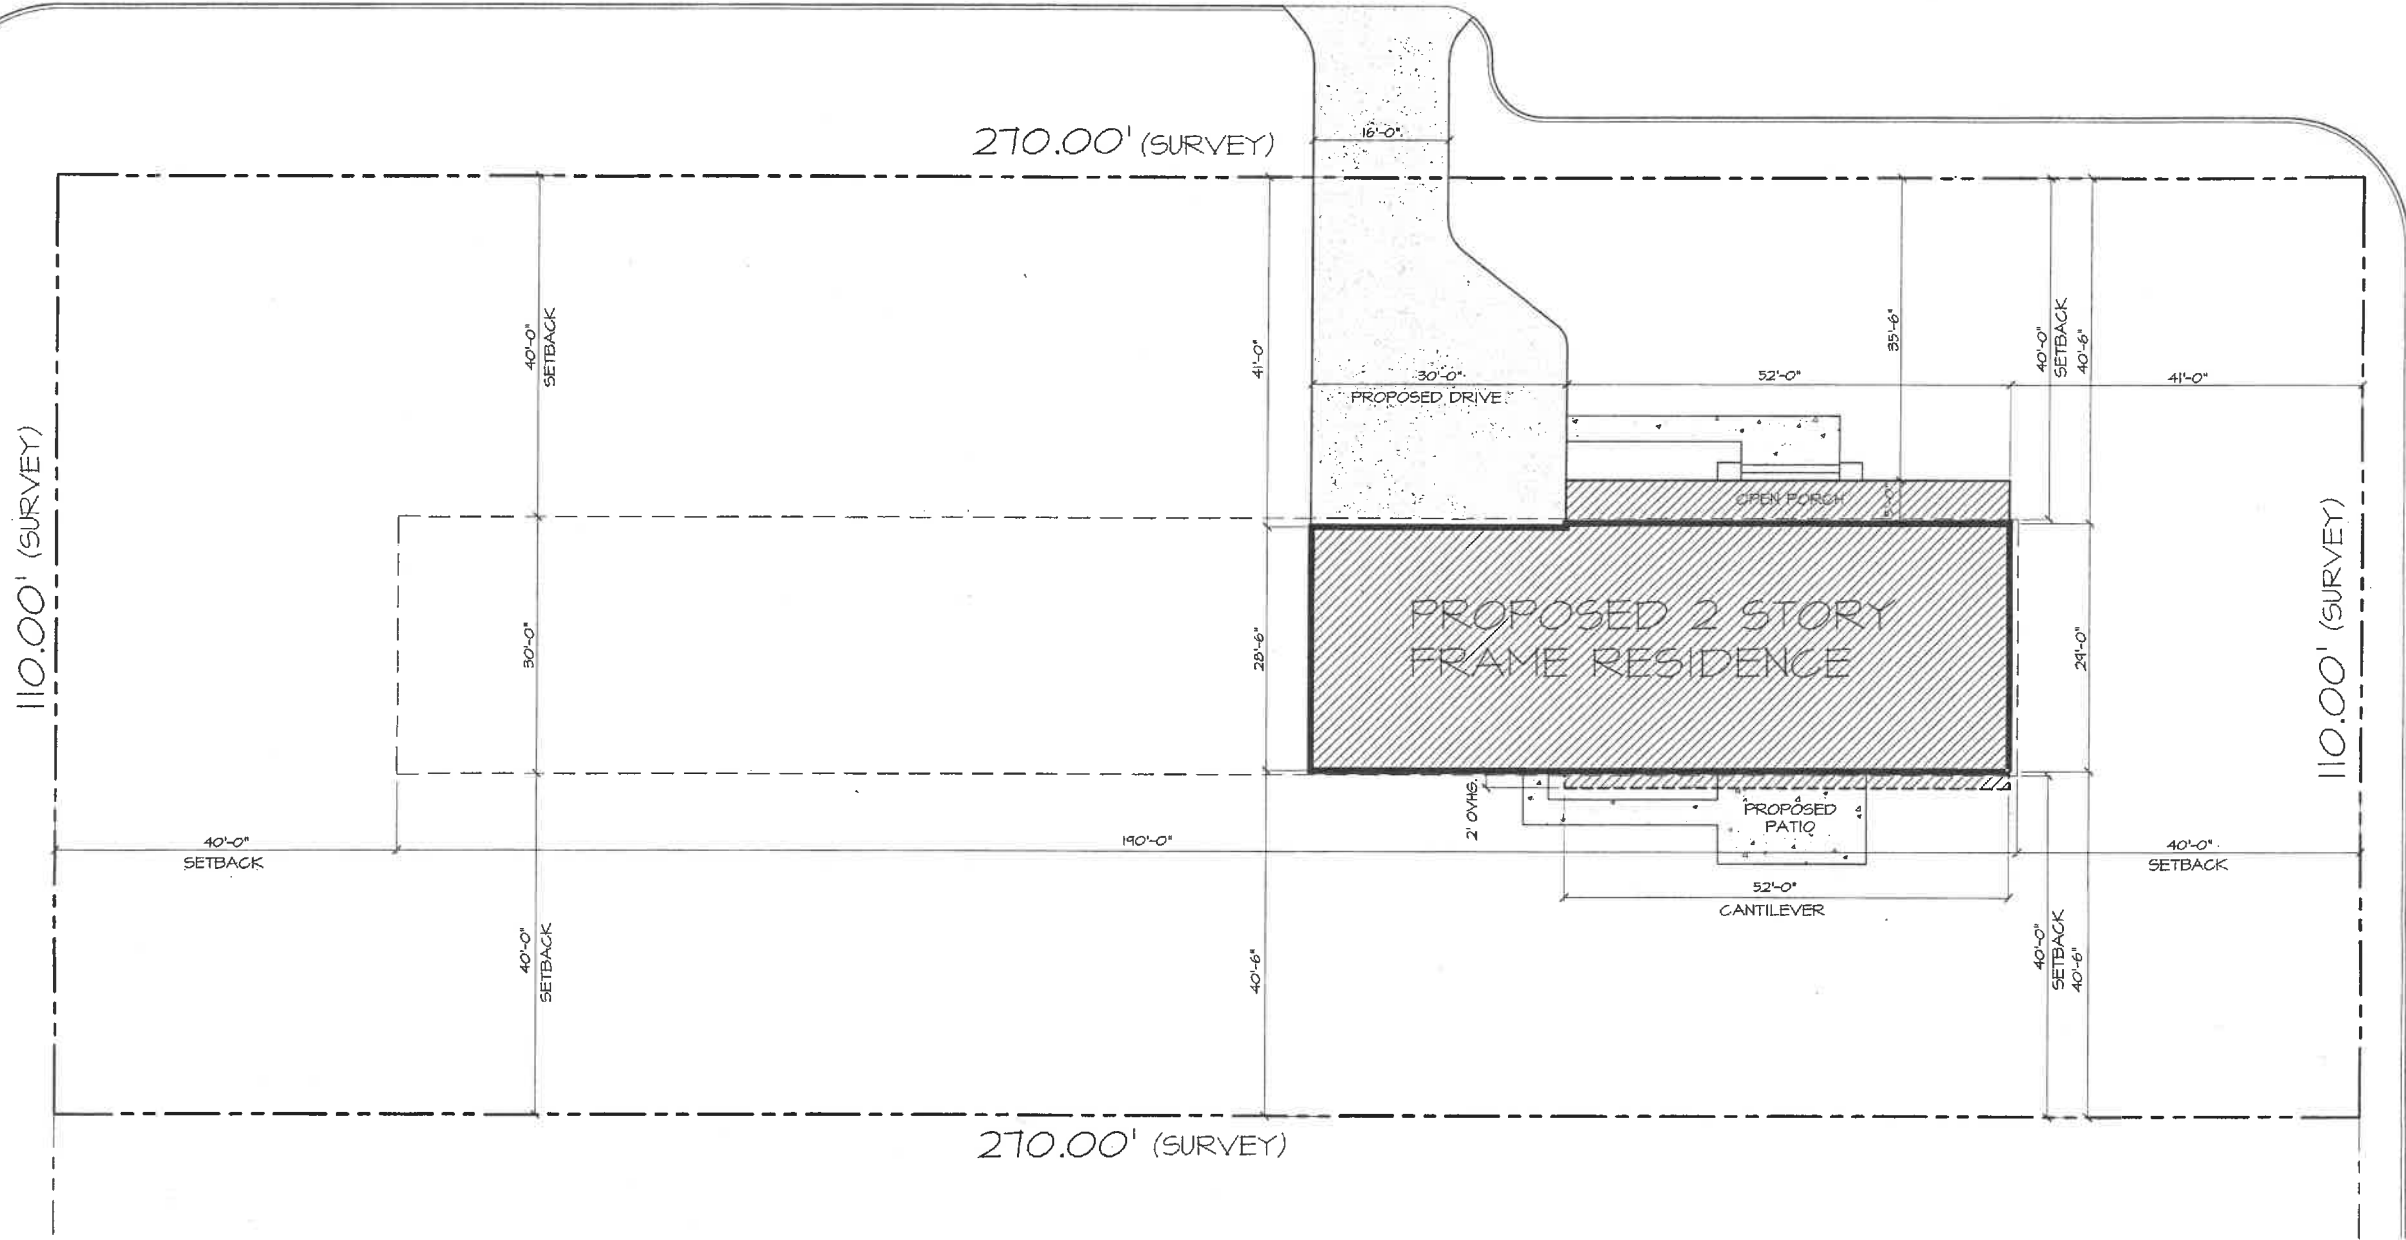 270.00' (SURVEY)
16'-0"
110.00' (SURVEY)
40'-0"
SETBACK
41'-0"
30'-0"
PROPOSED DRIVE
52'-0"
35'-6"
40'-0"
SETBACK
40'-6"
41'-0"
OPEN PORCH
5'-0"
30'-0"
28'-6"
PROPOSED 2 STORY
FRAME RESIDENCE
29'-0"
110.00' (SURVEY)
2' OVHG.
PROPOSED
PATIO
40'-0"
SETBACK
190'-0"
40'-0"
SETBACK
52'-0"
CANTILEVER
40'-0"
SETBACK
40'-6"
40'-0"
SETBACK
40'-6"
270.00' (SURVEY)